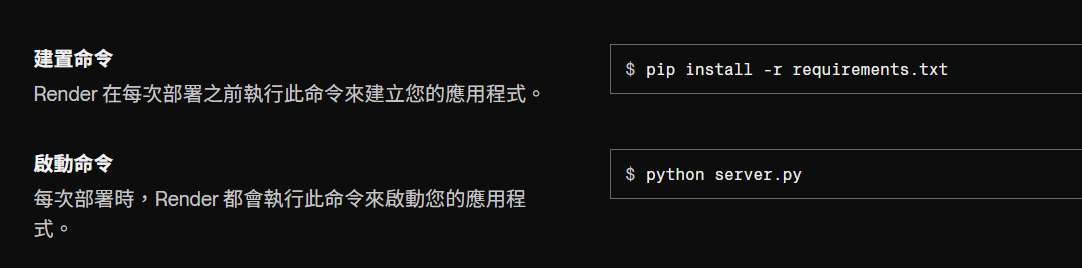 建置命令
$ pip install -r requirements.txt
Render 在每次部署之前執行此命令來建立您的應用程式。
啟動命令
$ python server.py
每次部署時，Render 都會執行此命令來啟動您的應用程
式。